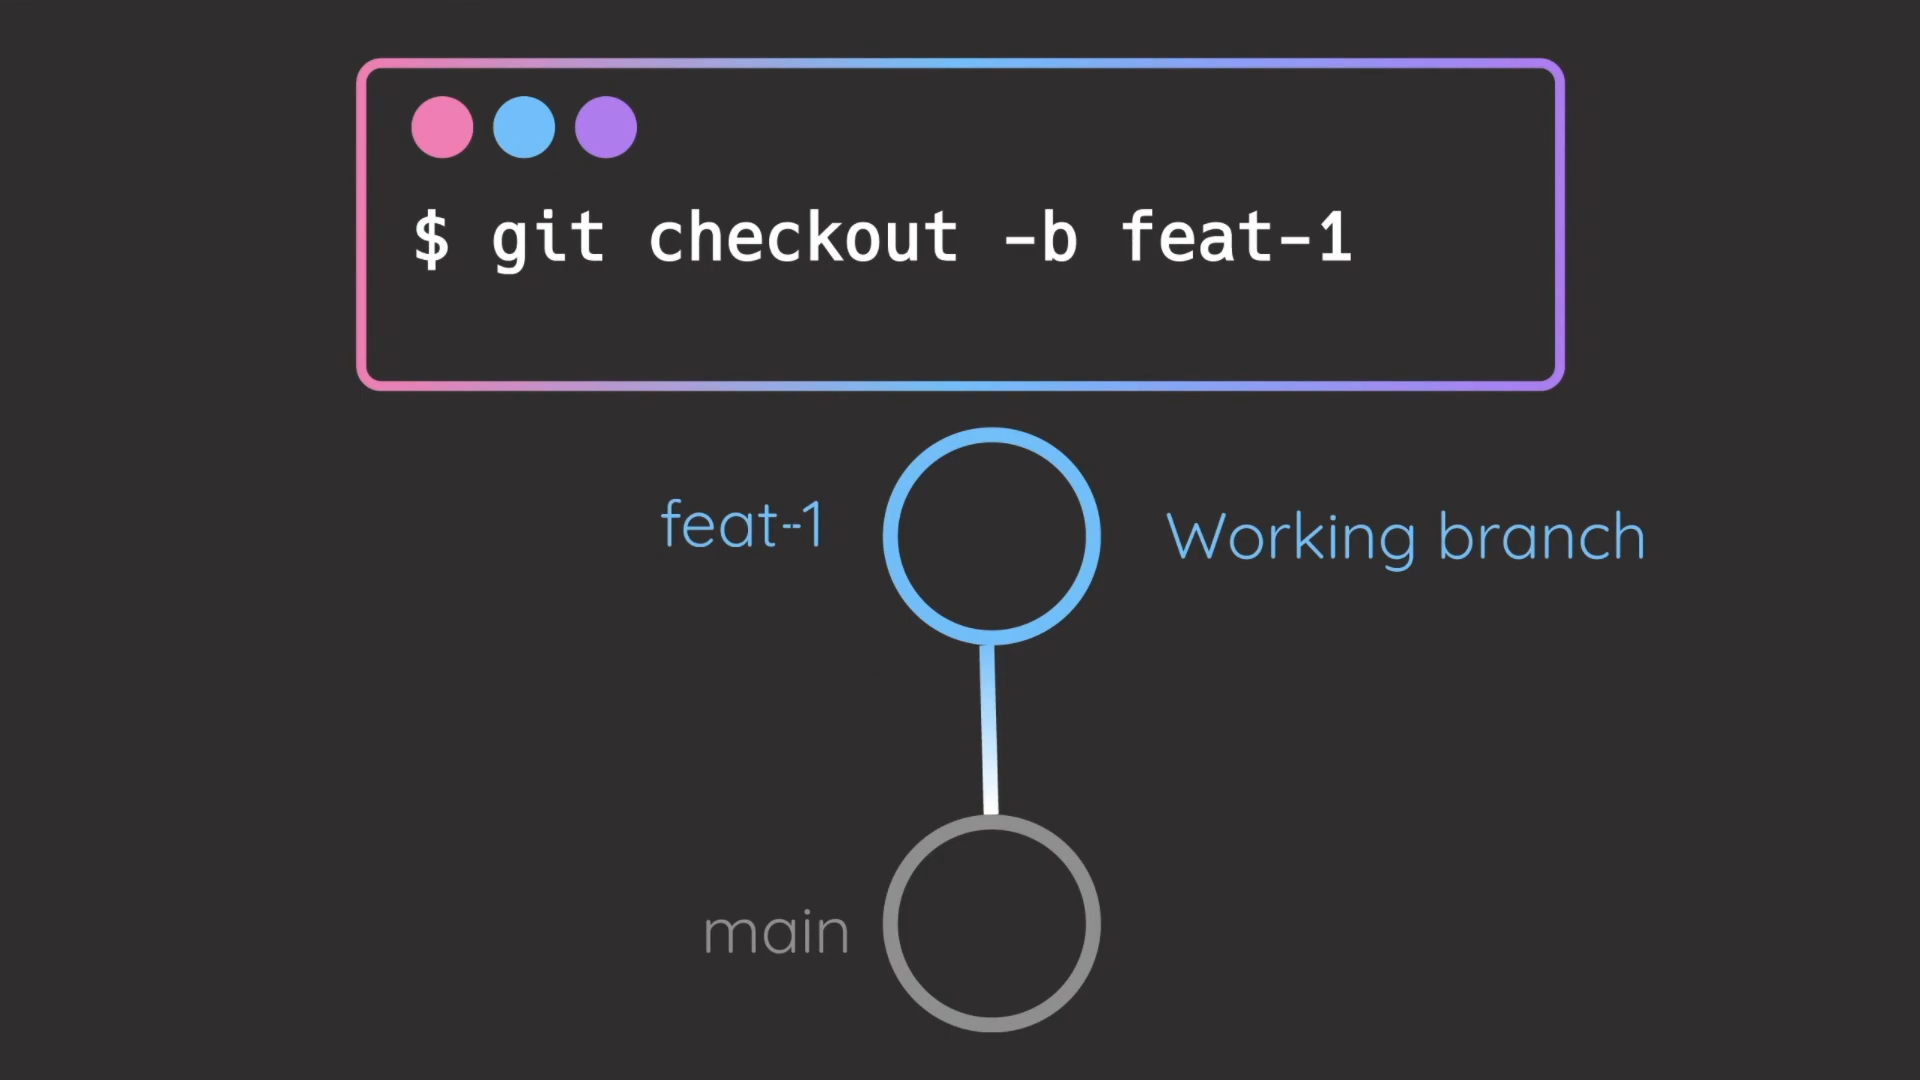 $ git checkout -b feat-1
feat-1
Working branch
main